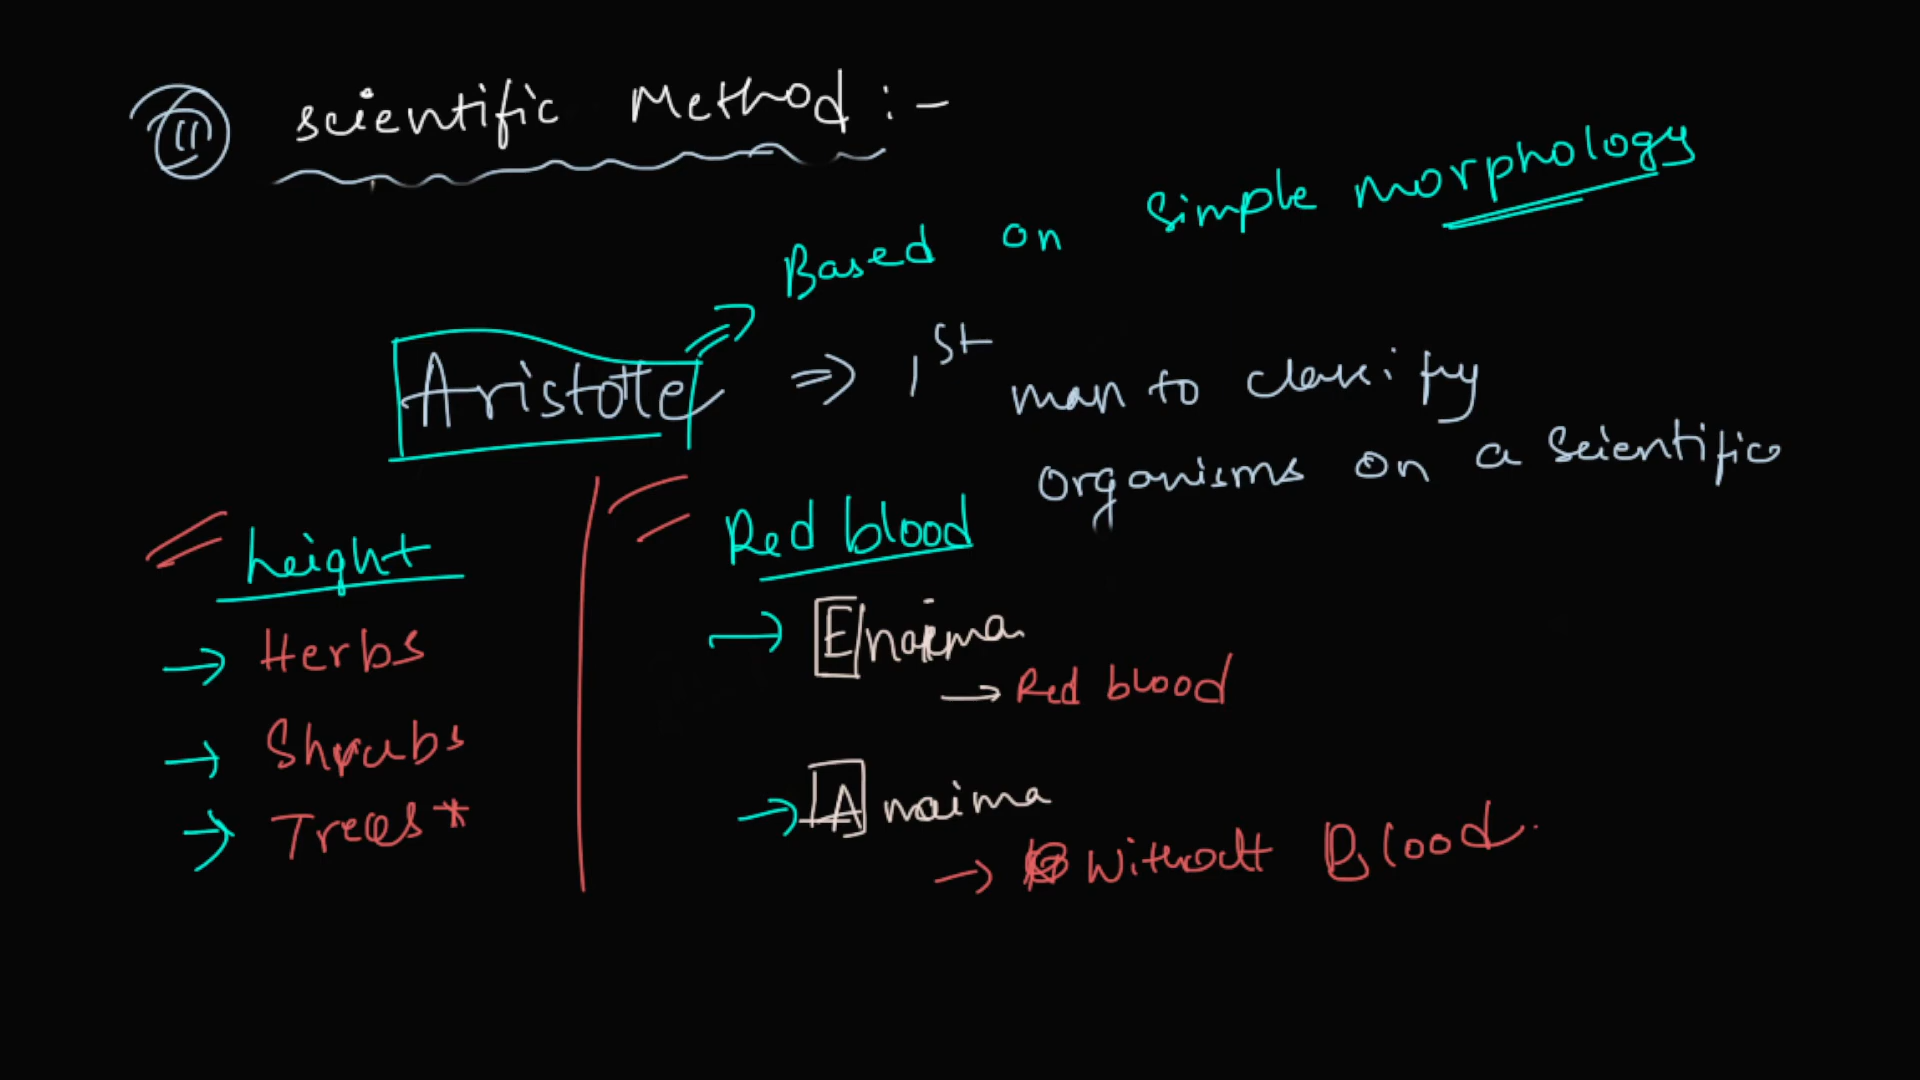 (11) scientific Method :-
Based on simple morphology
Aristotle => 1st man to classify
organisms on a scientific
height
→ Herbs
→ Shrubs
→ Trees*
Red blood
→ Enaima
→ Red blood
→ Anaima
→ Without Blood.